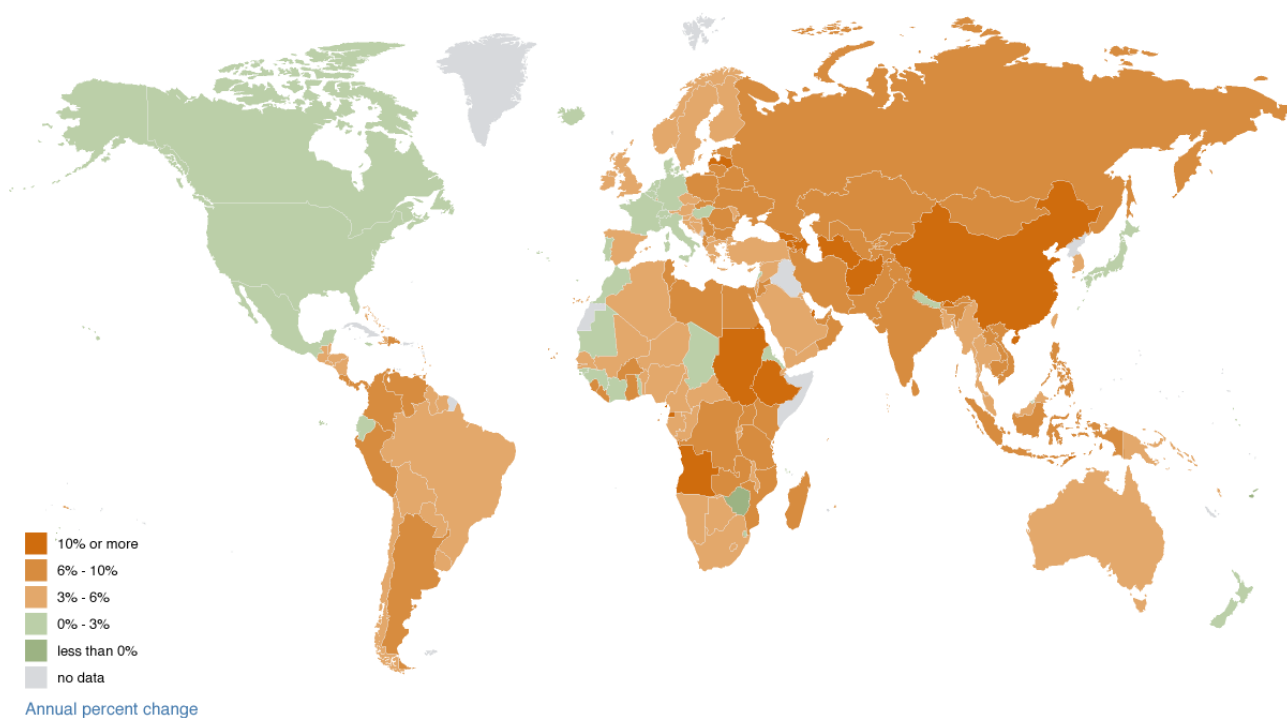 10% or more
6% - 10%
3% - 6%
0% - 3%
less than 0%
no data
Annual percent change